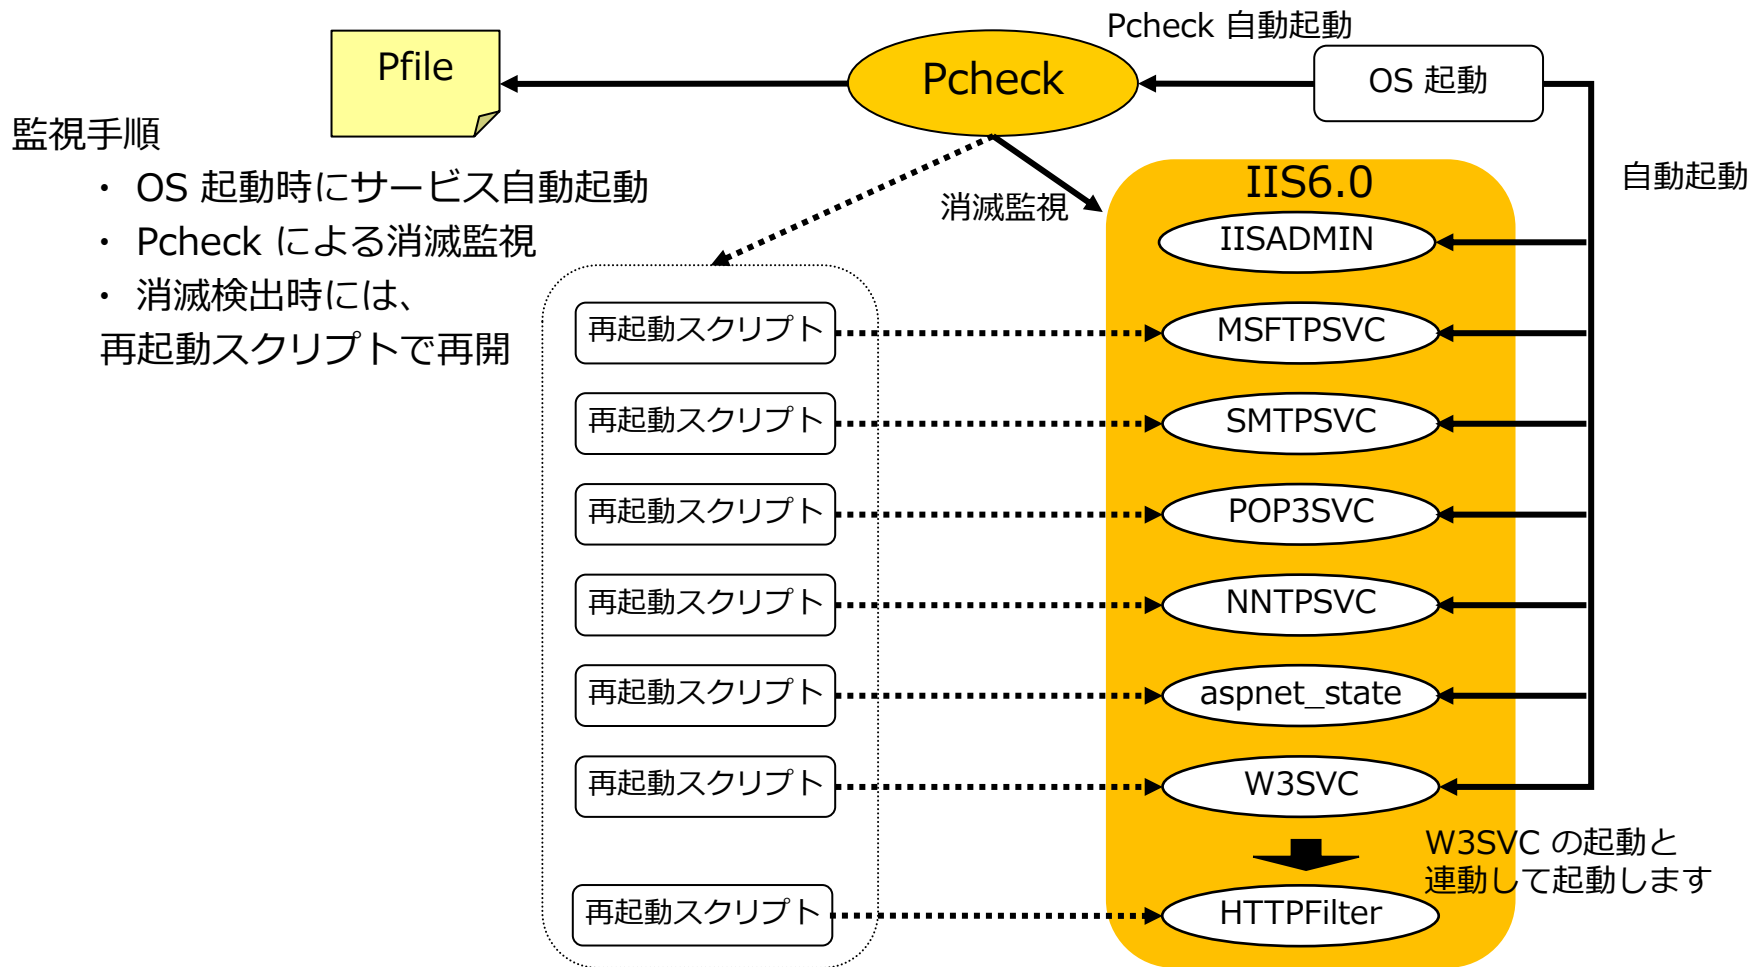 Pcheck 自動起動
Pfile
Pcheck
OS 起動
監視手順
・ OS 起動時にサービス自動起動
・ Pcheck による消滅監視
・ 消滅検出時には、
再起動スクリプトで再開
消滅監視
IIS6.0
自動起動
IISADMIN
再起動スクリプト
MSFTPSVC
再起動スクリプト
SMTPSVC
再起動スクリプト
POP3SVC
再起動スクリプト
NNTPSVC
再起動スクリプト
aspnet_state
再起動スクリプト
W3SVC
W3SVC の起動と
連動して起動します
再起動スクリプト
HTTPFilter